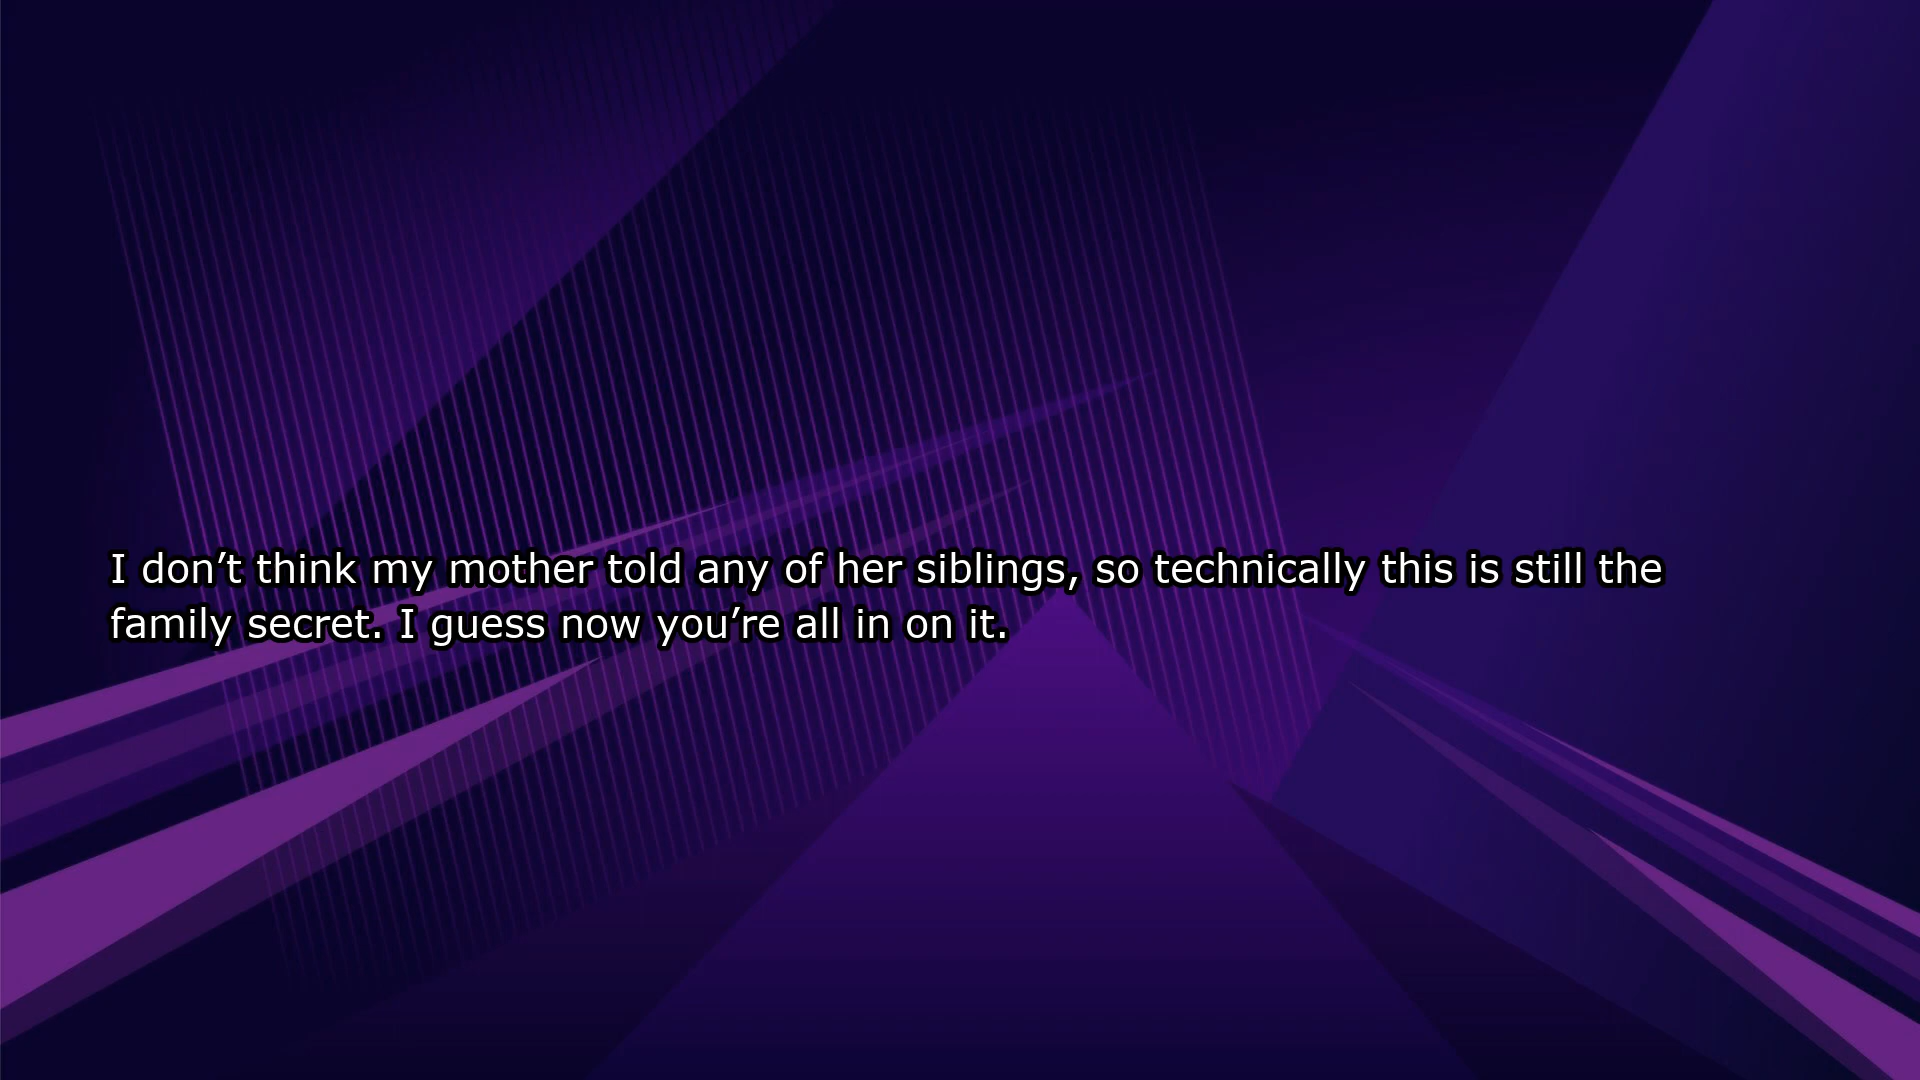 I don’t think my mother told any of her siblings, so technically this is still the
family secret. I guess now you’re all in on it.